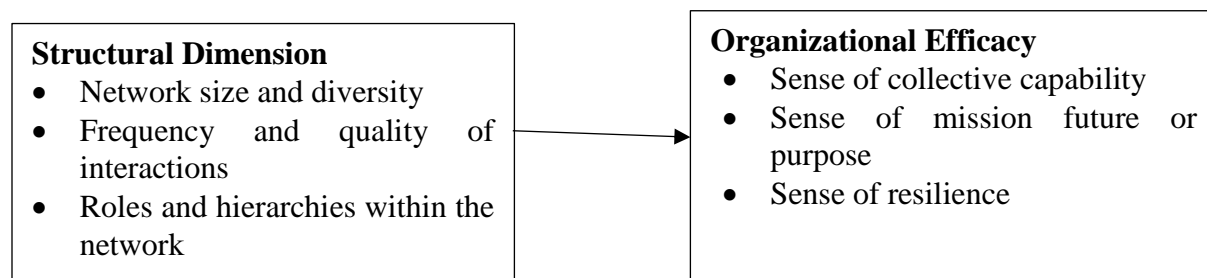 Structural Dimension
• Network size and diversity
• Frequency and quality of
interactions
• Roles and hierarchies within the
network
Organizational Efficacy
• Sense of collective capability
• Sense of mission future or
purpose
• Sense of resilience